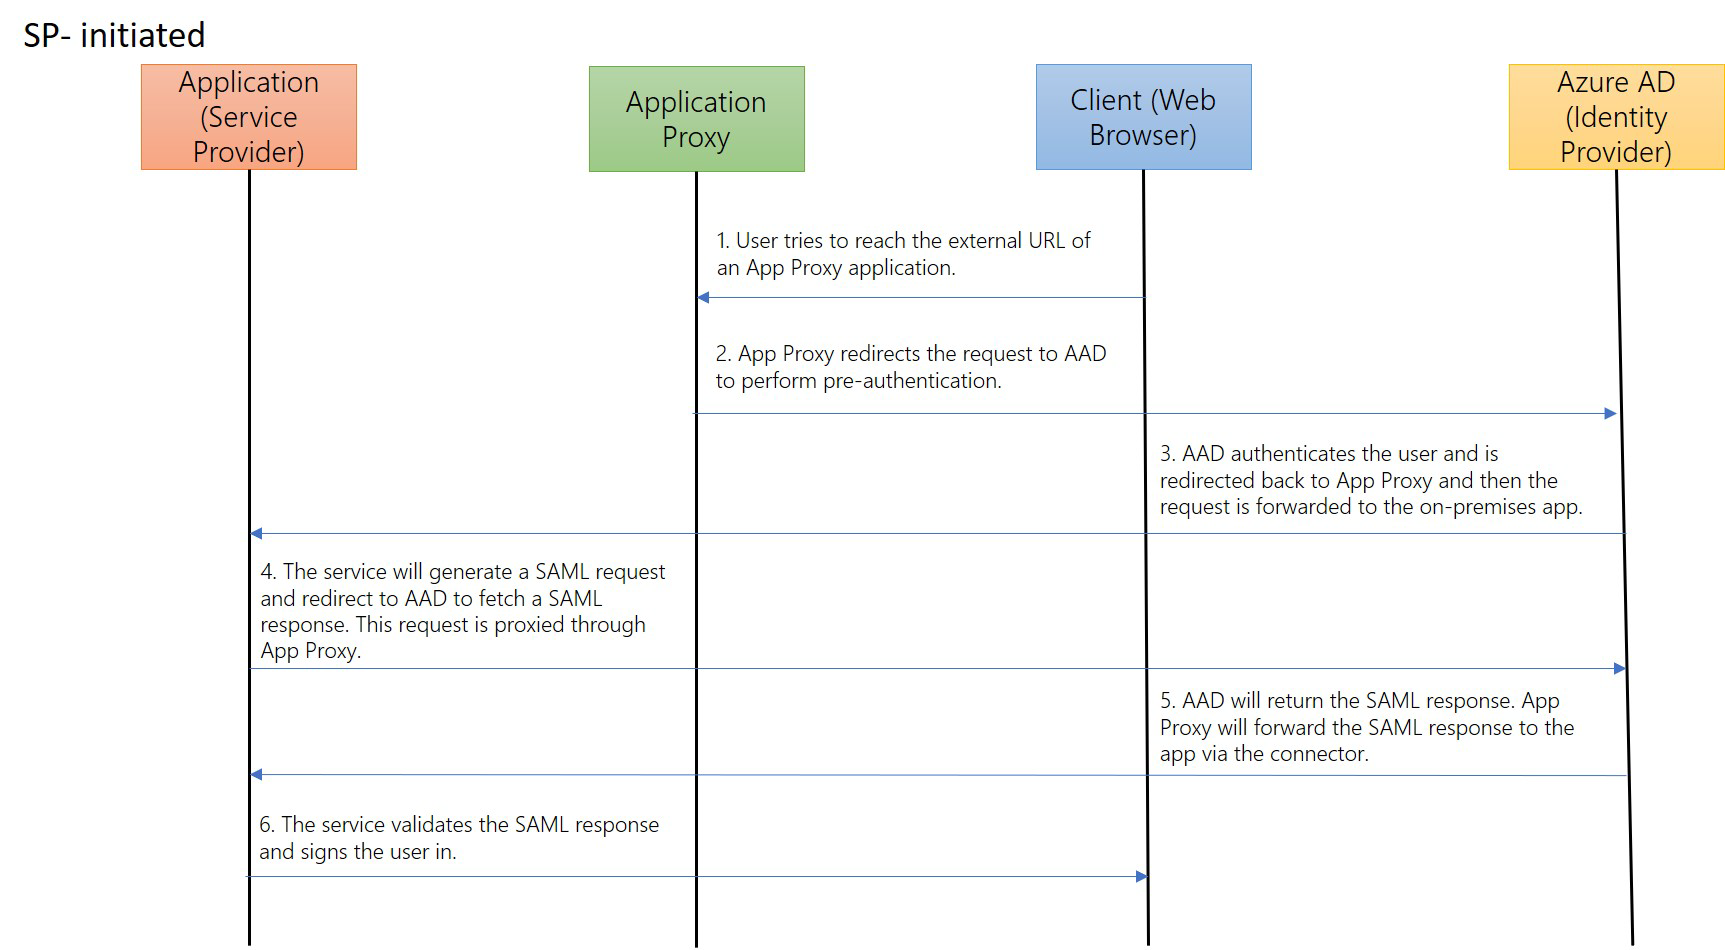 SP- initiated
Application
(Service
Provider)
Application
Proxy
Client (Web
Browser)
Azure AD
(Identity
Provider)
1. User tries to reach the external URL of
an App Proxy application.
2. App Proxy redirects the request to AAD
to perform pre-authentication.
3. AAD authenticates the user and is
redirected back to App Proxy and then the
request is forwarded to the on-premises app.
4. The service will generate a SAML request
and redirect to AAD to fetch a SAML
response. This request is proxied through
App Proxy.
5. AAD will return the SAML response. App
Proxy will forward the SAML response to the
app via the connector.
6. The service validates the SAML response
and signs the user in.